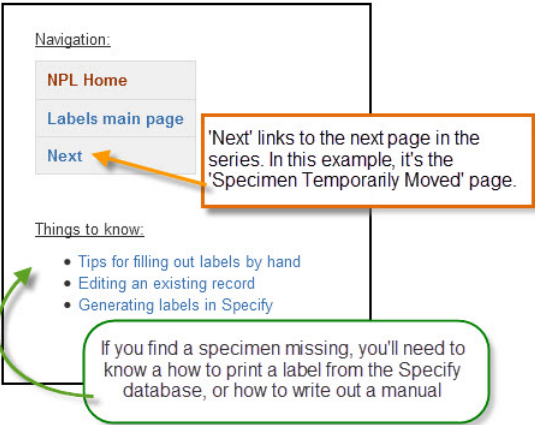 Navigation:
NPL Home
Labels main page
Next
'Next' links to the next page in the
series. In this example, it's the
'Specimen Temporarily Moved' page.
Things to know:
• Tips for filling out labels by hand
• Editing an existing record
• Generating labels in Specify
If you find a specimen missing, you'll need to
know a how to print a label from the Specify
database, or how to write out a manual